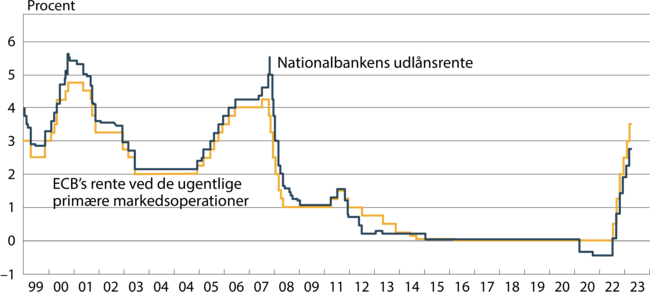 Procent
6
5
4
3
2
1
0
−1
Nationalbankens udlånsrente
ECB's rente ved de ugentlige
primære markedsoperationer
99 00 01 02 03 04 05 06 07 08 09 11 12 13 14 15 16 17 18 19 20 20 22 23